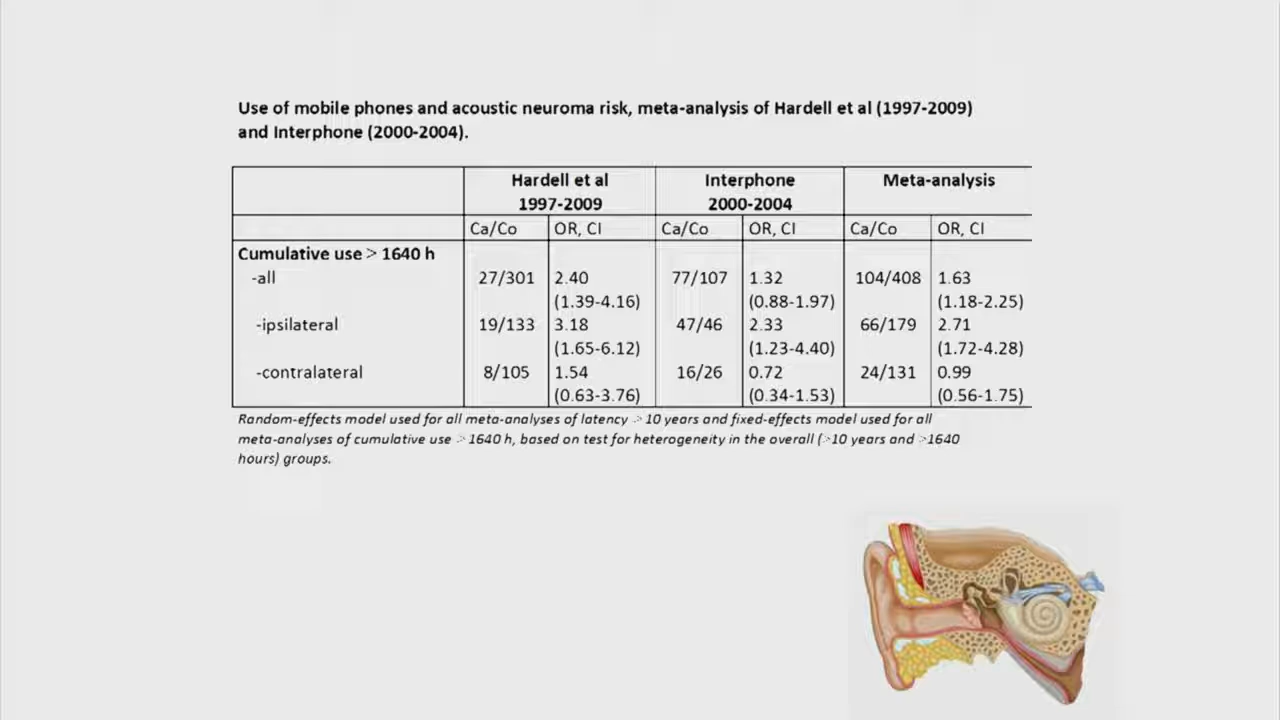 Use of mobile phones and acoustic neuroma risk, meta-analysis of Hardell et al (1997-2009)
and Interphone (2000-2004).
Hardell et al Interphone Meta-analysis
1997-2009 2000-2004
Ca/Co OR, CI Ca/Co OR, CI Ca/Co OR, CI
Cumulative use > 1640 h
-all 27/301 2.40 77/107 1.32 104/408 1.63
(1.39-4.16) (0.88-1.97) (1.18-2.25)
-ipsilateral 19/133 3.18 47/46 2.33 66/179 2.71
(1.65-6.12) (1.23-4.40) (1.72-4.28)
-contralateral 8/105 1.54 16/26 0.72 24/131 0.99
(0.63-3.76) (0.34-1.53) (0.56-1.75)
Random-effects model used for all meta-analyses of latency > 10 years and fixed-effects model used for all
meta-analyses of cumulative use > 1640 h, based on test for heterogeneity in the overall (>10 years and >1640
hours) groups.